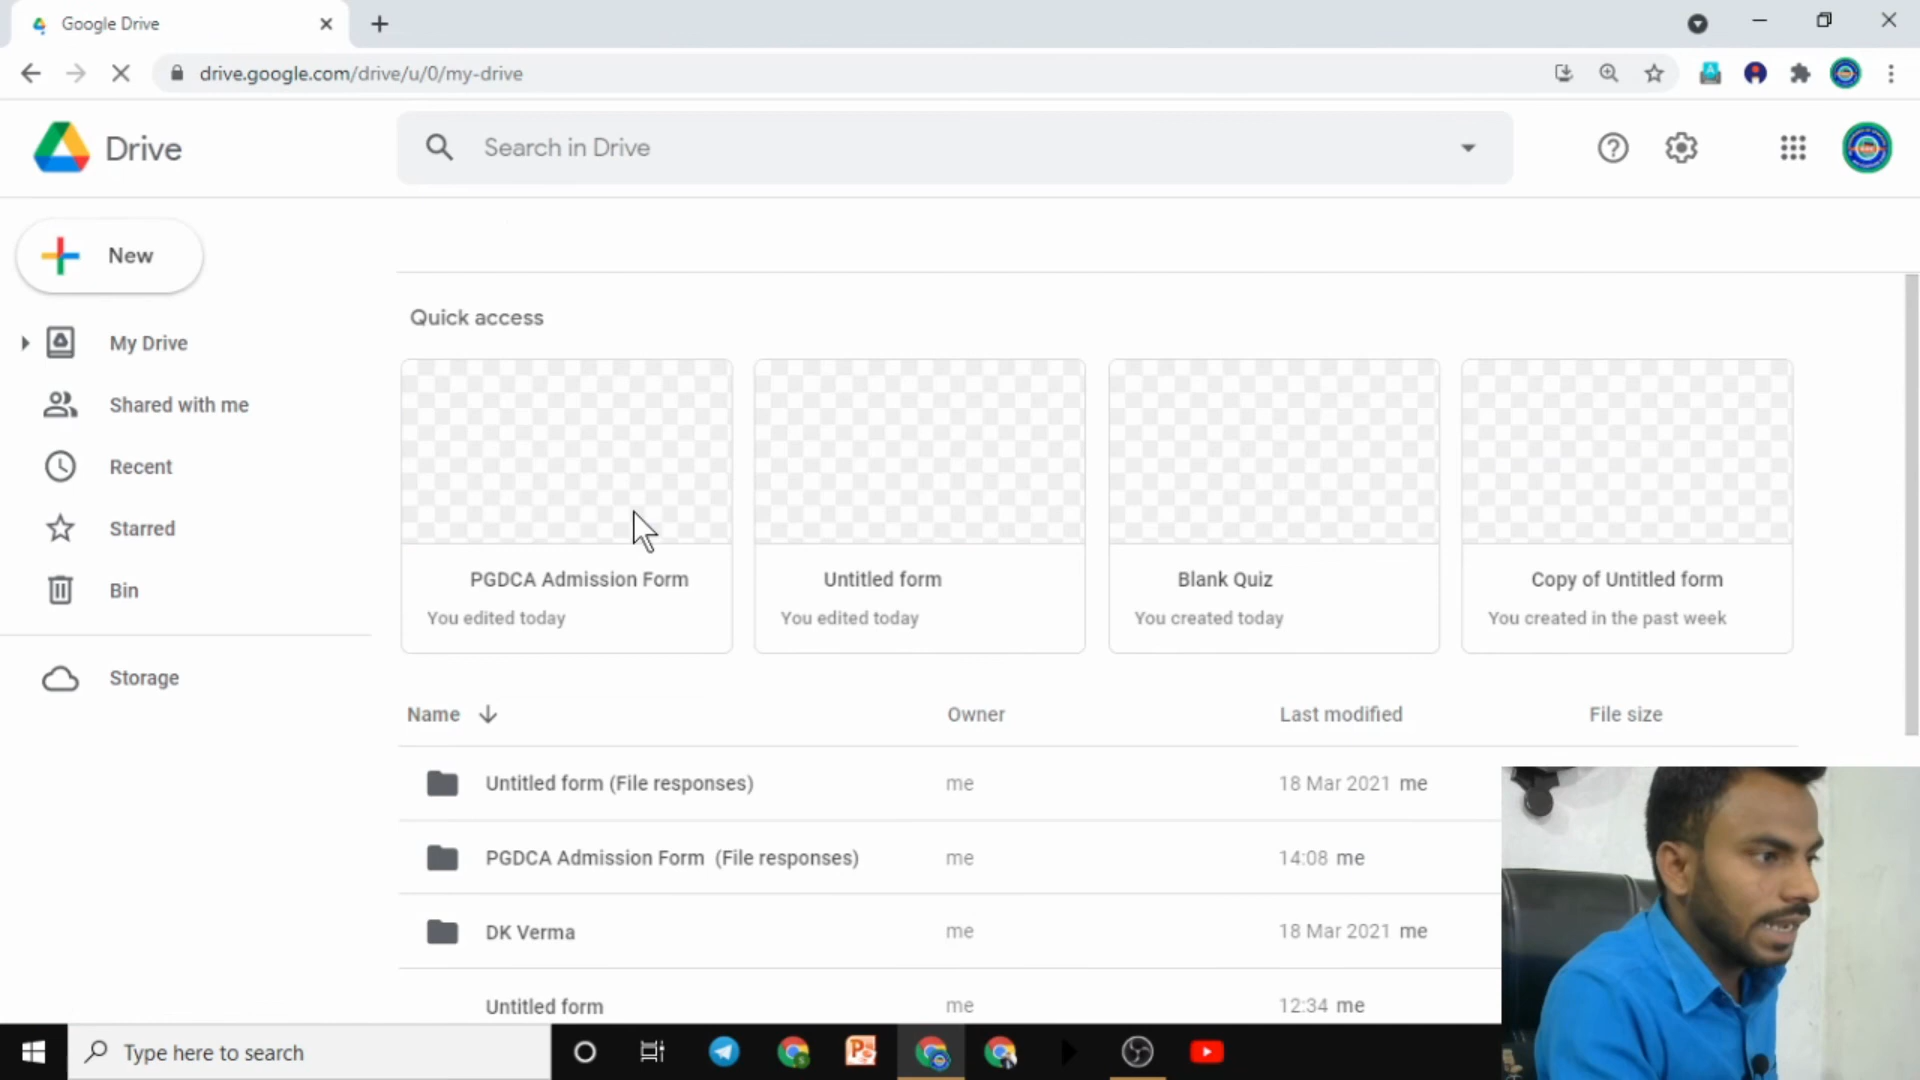 Google Drive
drive.google.com/drive/u/0/my-drive
Drive
Search in Drive
New
My Drive
Shared with me
Recent
Starred
Bin
Storage
Quick access
PGDCA Admission Form
You edited today
Untitled form
You edited today
Blank Quiz
You created today
Copy of Untitled form
You created in the past week
Name Owner Last modified File size
Untitled form (File responses) me 18 Mar 2021 me
PGDCA Admission Form (File responses) me 14:08 me
DK Verma me 18 Mar 2021 me
Untitled form me 12:34 me
Type here to search